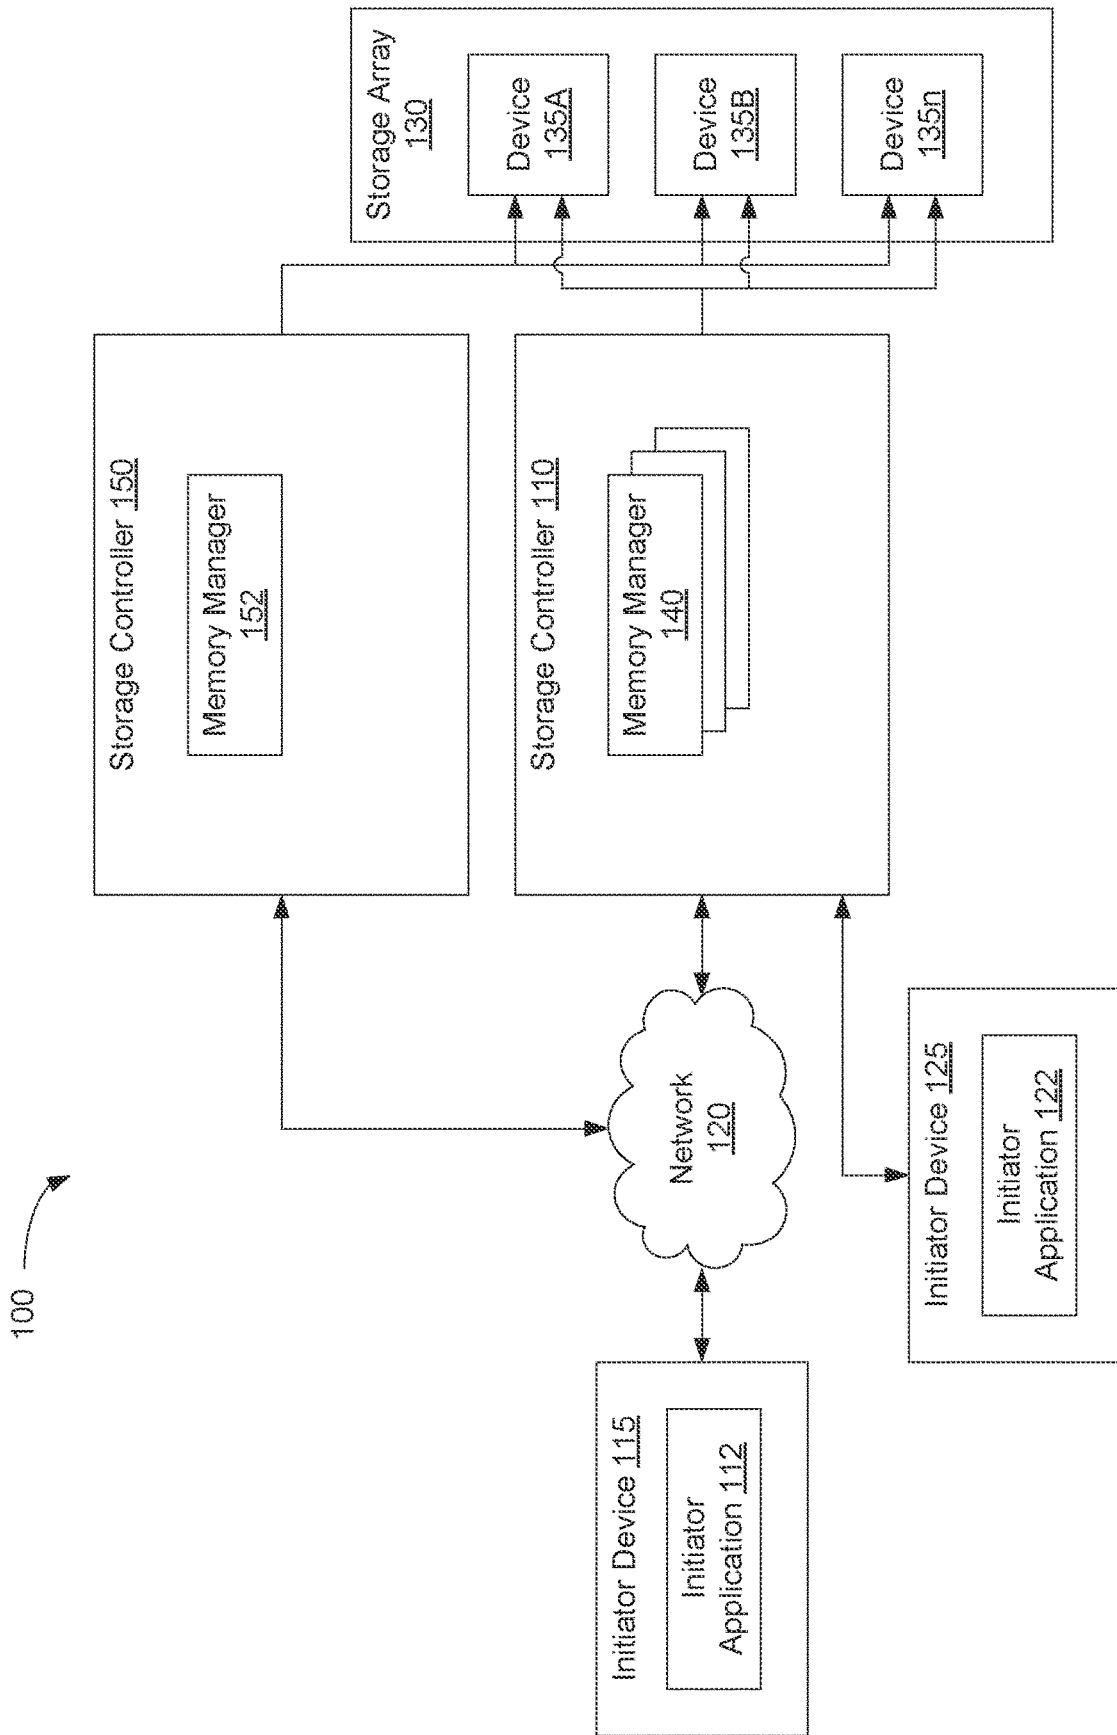 100
Storage Controller 150
Memory Manager
152
Storage Array
130
Device
135A
Device
135B
Device
135n
Storage Controller 110
Memory Manager
140
Network
120
Initiator Device 115
Initiator
Application 112
Initiator Device 125
Initiator
Application 122